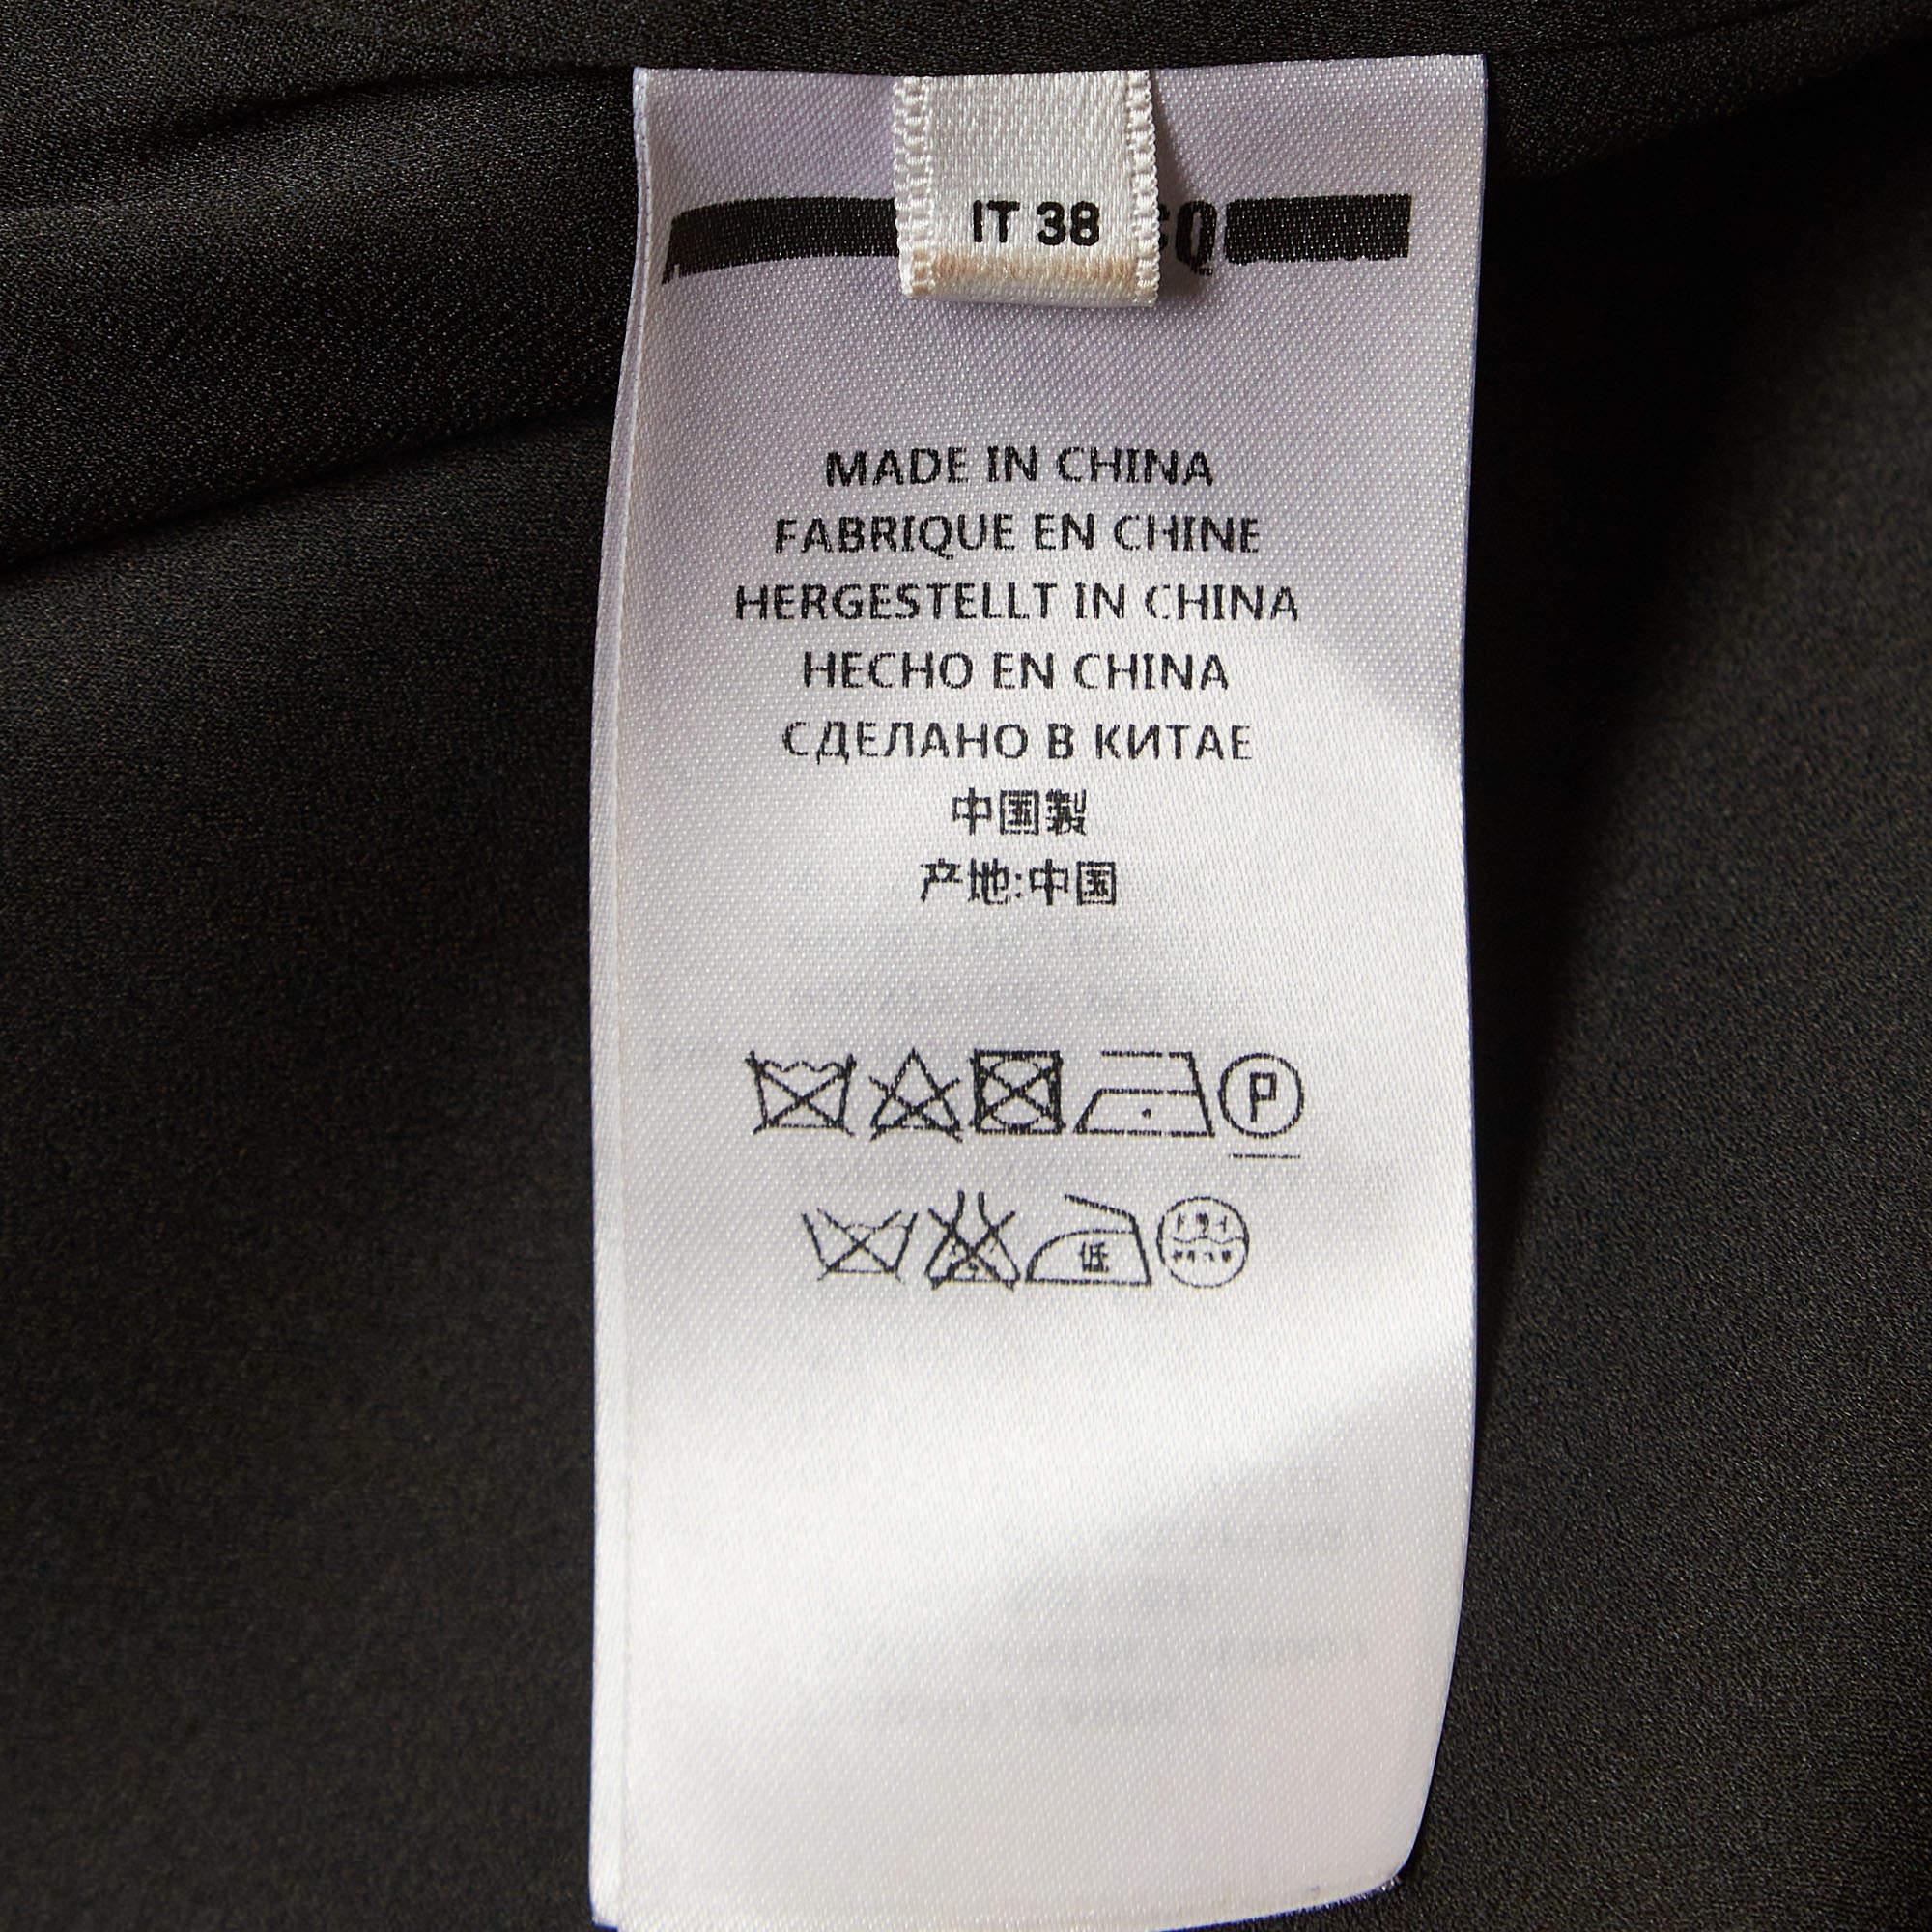 IT 38
Q
MADE IN CHINA
FABRIQUE EN CHINE
HERGESTELLT IN CHINA
HECHO EN CHINA
СДЕЛАНО В КИТАЕ
中国製
产地:中国
P
低